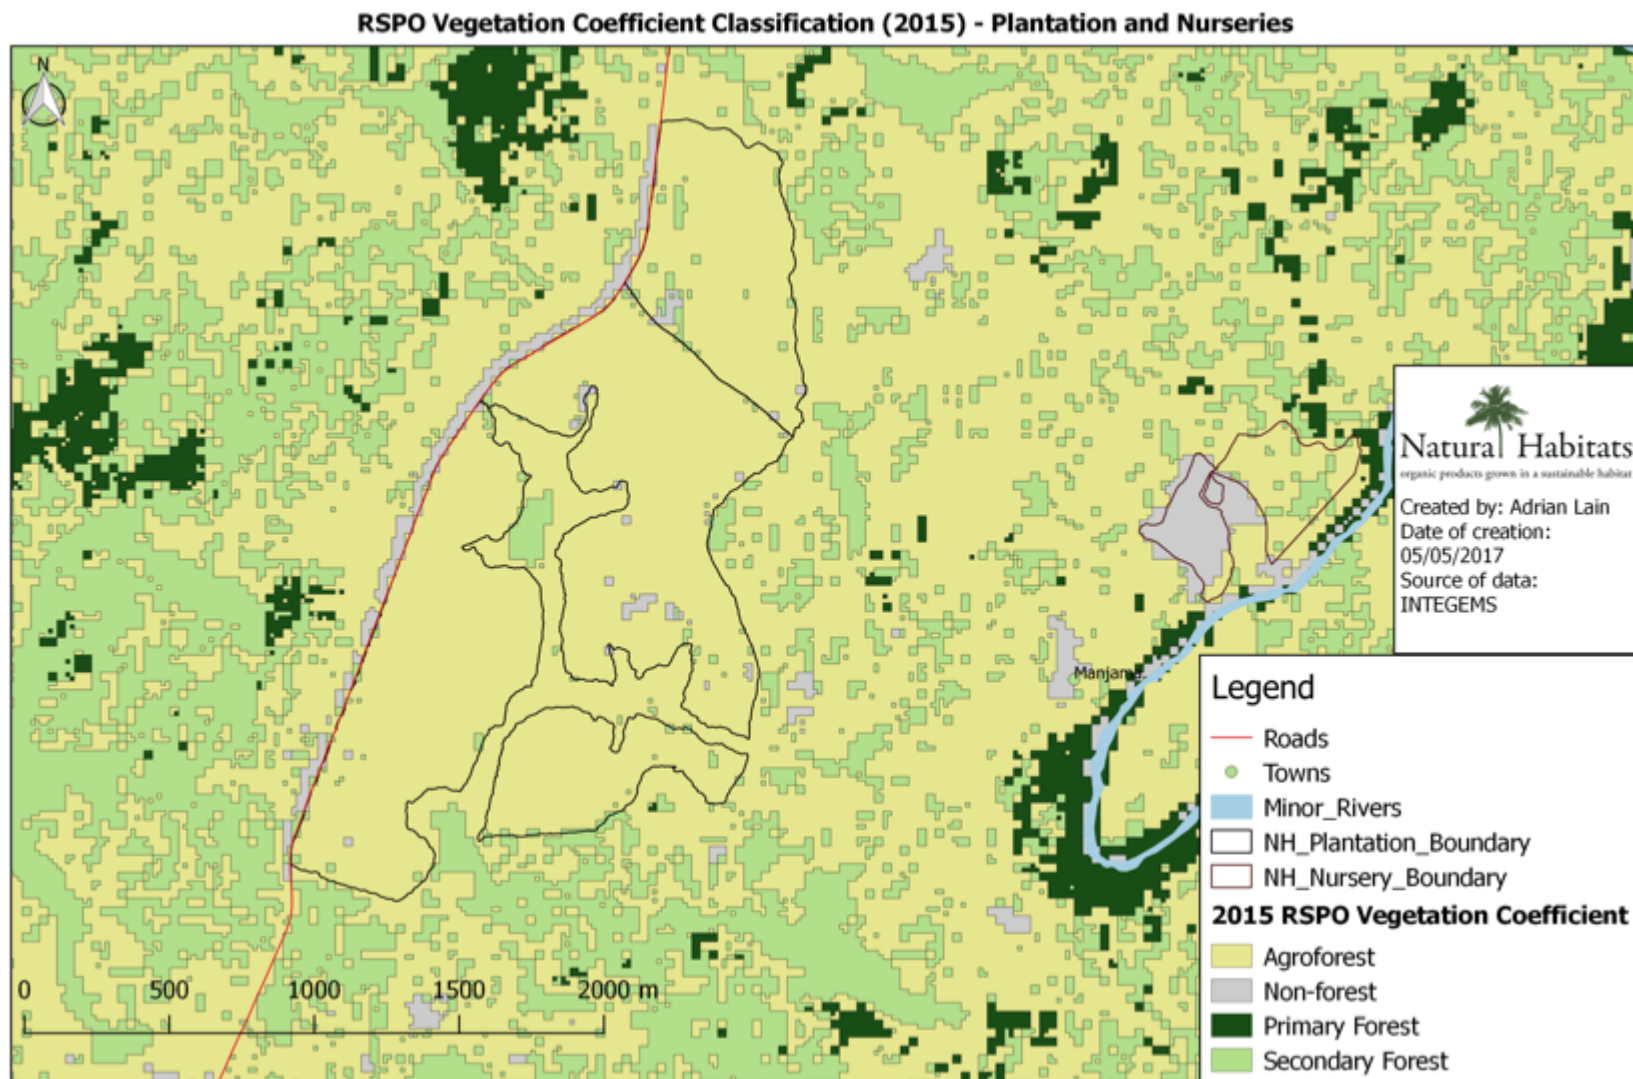 RSPO Vegetation Coefficient Classification (2015) - Plantation and Nurseries
N
Natural Habitats
organic products grown in a sustainable habitat
Created by: Adrian Lain
Date of creation:
05/05/2017
Source of data:
INTEGEMS
Manjama
Legend
Roads
Towns
Minor_Rivers
NH_Plantation_Boundary
NH_Nursery_Boundary
2015 RSPO Vegetation Coefficient
Agroforest
Non-forest
Primary Forest
Secondary Forest
0 500 1000 1500 2000 m